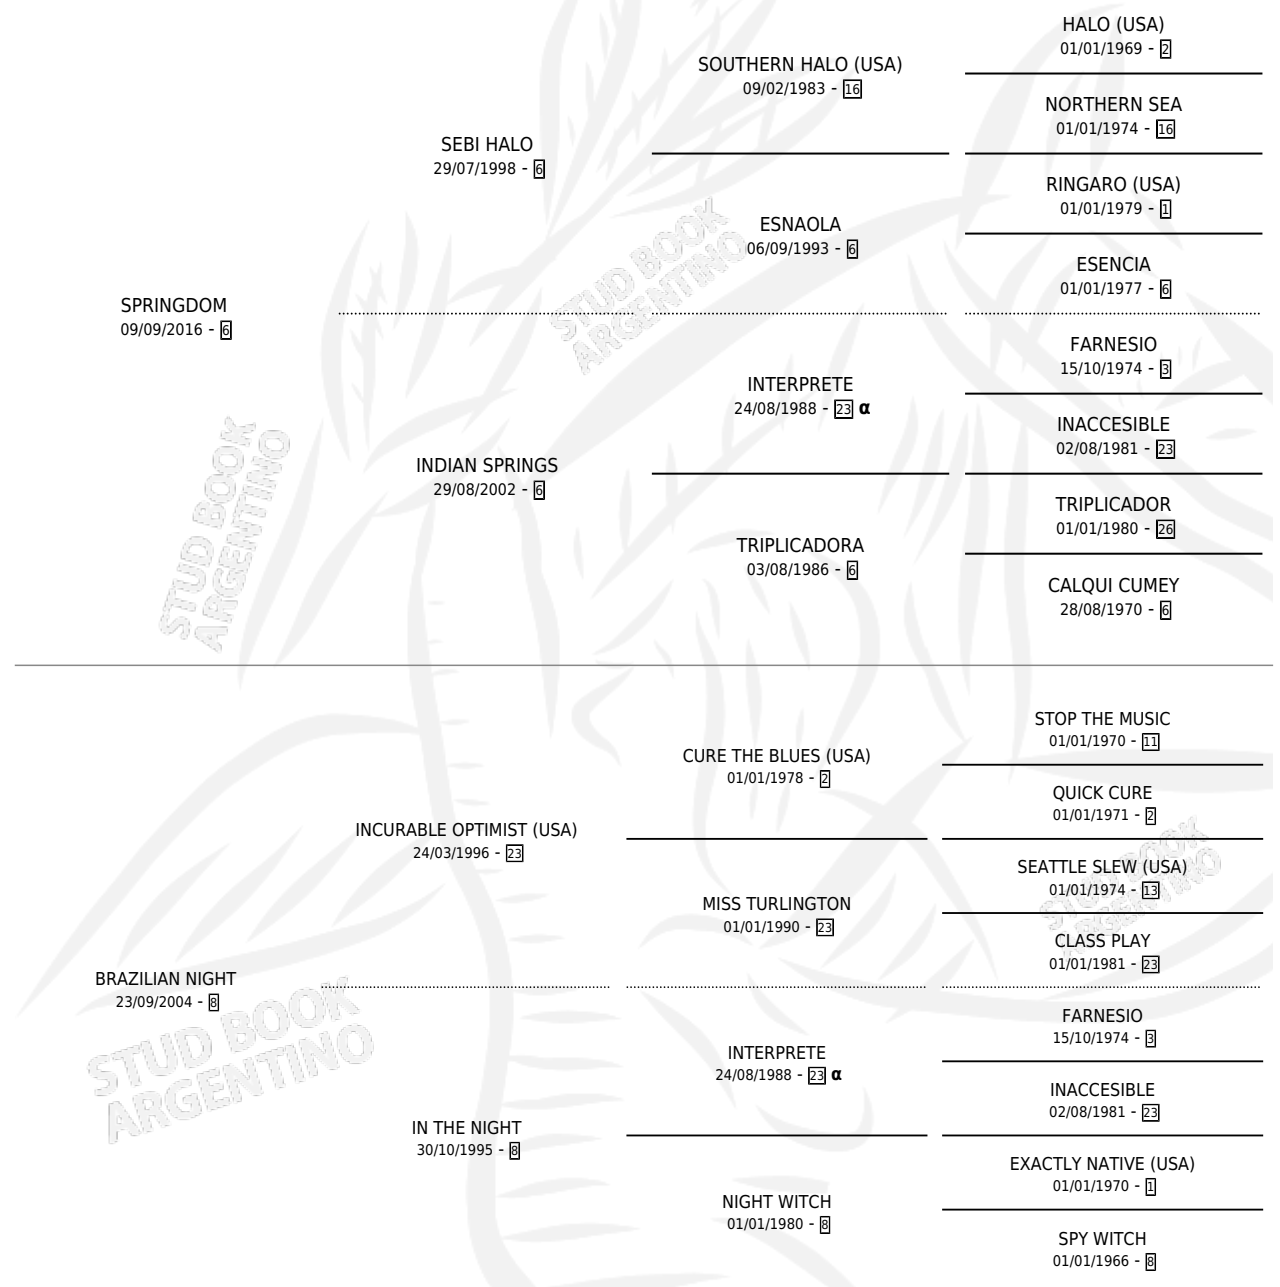 HALO (USA)
01/01/1969 - 2
SOUTHERN HALO (USA)
09/02/1983 - 16
NORTHERN SEA
01/01/1974 - 16
SEBI HALO
29/07/1998 - 6
RINGARO (USA)
01/01/1979 - 1
ESNAOLA
06/09/1993 - 6
ESENCIA
01/01/1977 - 6
SPRINGDOM
09/09/2016 - 6
FARNESIO
15/10/1974 - 3
INTERPRETE
24/08/1988 - 23 α
INACCESIBLE
02/08/1981 - 23
INDIAN SPRINGS
29/08/2002 - 6
TRIPLICADOR
01/01/1980 - 26
TRIPLICADORA
03/08/1986 - 6
CALQUI CUMEY
28/08/1970 - 6
STUD BOOK
ARGENTINO
STUD BOOK
ARGENTINO
STOP THE MUSIC
01/01/1970 - 11
CURE THE BLUES (USA)
01/01/1978 - 2
QUICK CURE
01/01/1971 - 2
INCURABLE OPTIMIST (USA)
24/03/1996 - 23
SEATTLE SLEW (USA)
01/01/1974 - 13
MISS TURLINGTON
01/01/1990 - 23
CLASS PLAY
01/01/1981 - 23
BRAZILIAN NIGHT
23/09/2004 - 8
FARNESIO
15/10/1974 - 3
INTERPRETE
24/08/1988 - 23 α
INACCESIBLE
02/08/1981 - 23
IN THE NIGHT
30/10/1995 - 8
EXACTLY NATIVE (USA)
01/01/1970 - 1
NIGHT WITCH
01/01/1980 - 8
SPY WITCH
01/01/1966 - 8
STUD BOOK
ARGENTINO
STUD BOOK
ARGENTINO